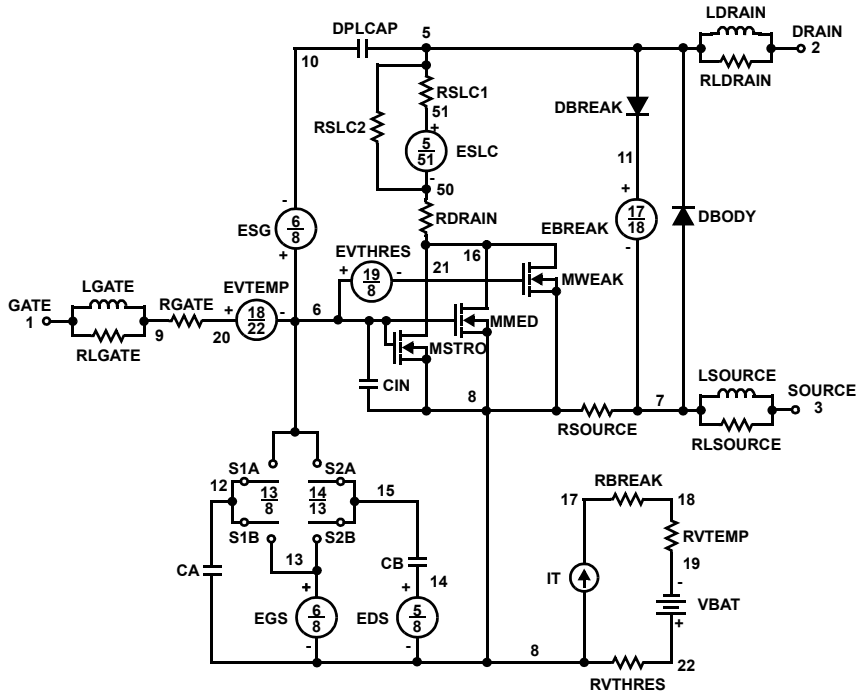 LDRAIN
DPLCAP 5 DRAIN
10 2
RSLC1 RLDRAIN
51 DBREAK
RSLC2
+
5
51
ESLC
11
-
50
-
RDRAIN
6
8
ESG
+
EBREAK
+
17
18
-
DBODY
EVTHRES 16
21
+ 19
8 -
MWEAK
LGATE
EVTEMP
GATE
1
RGATE + 18
22 - 6
MMED
9 20
MSTRO
RLGATE
CIN
8 7
LSOURCE
SOURCE
3
RSOURCE
RLSOURCE
S1A S2A
12 13
8
14
13
15
S1B S2B
13
CA CB
14
+ +
EGS 6
8
EDS 5
8
- -
8
RBREAK
17 18
RVTEMP
19
IT -
VBAT
+
22
RVTHRES